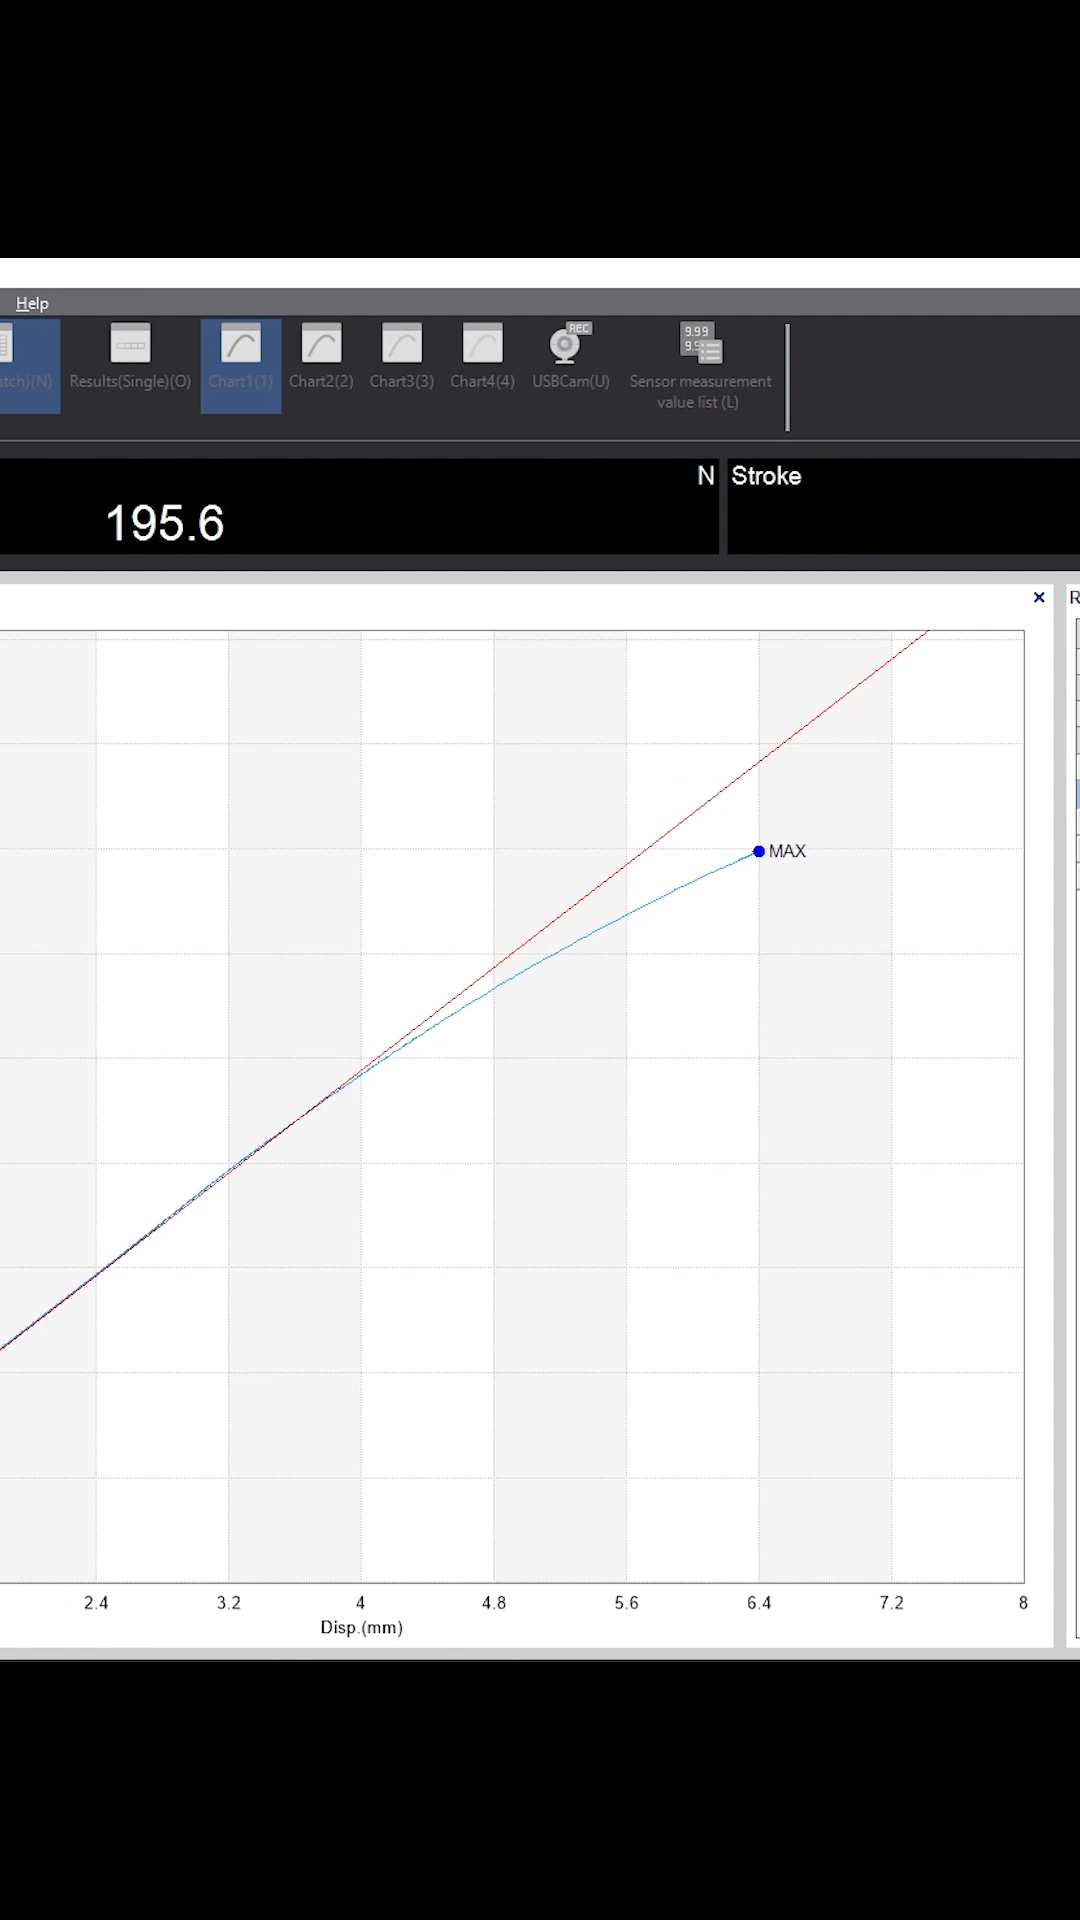 Help
atch)(N) Results(Single)(O) Chart1(1) Chart2(2) Chart3(3) Chart4(4) USBCam(U) Sensor measurement
value list (L)
REC
9.99
N Stroke
195.6
R
MAX
2.4 3.2 4 4.8 5.6 6.4 7.2 8
Disp.(mm)